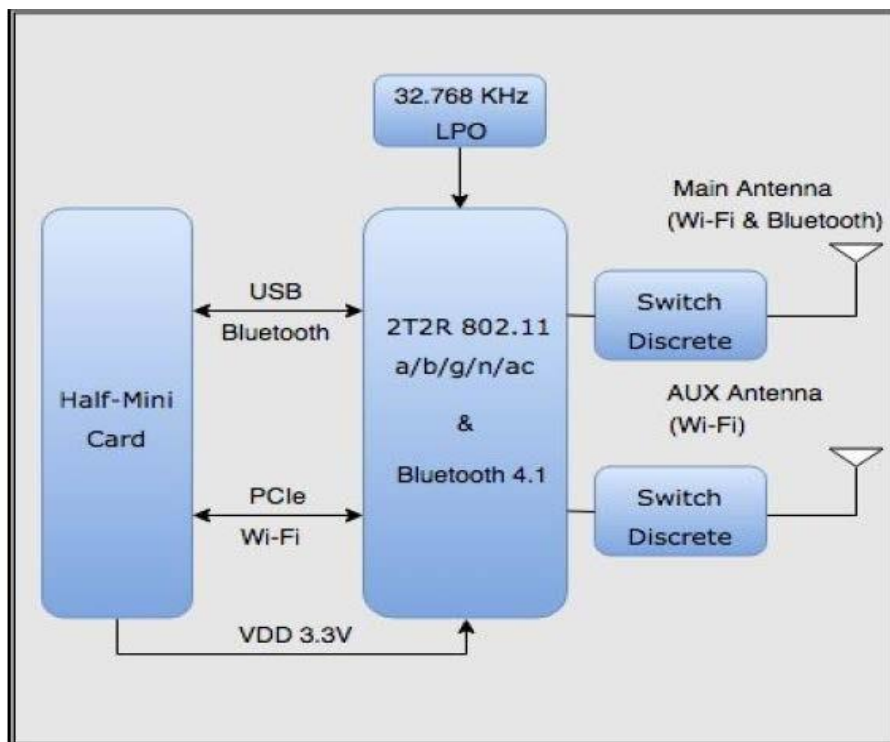 32.768 KHz
LPO
Main Antenna
(Wi-Fi & Bluetooth)
USB
Bluetooth
2T2R 802.11
a/b/g/n/ac
&
Bluetooth 4.1
Switch
Discrete
Half-Mini
Card
AUX Antenna
(Wi-Fi)
PCIe
Wi-Fi
Switch
Discrete
VDD 3.3V